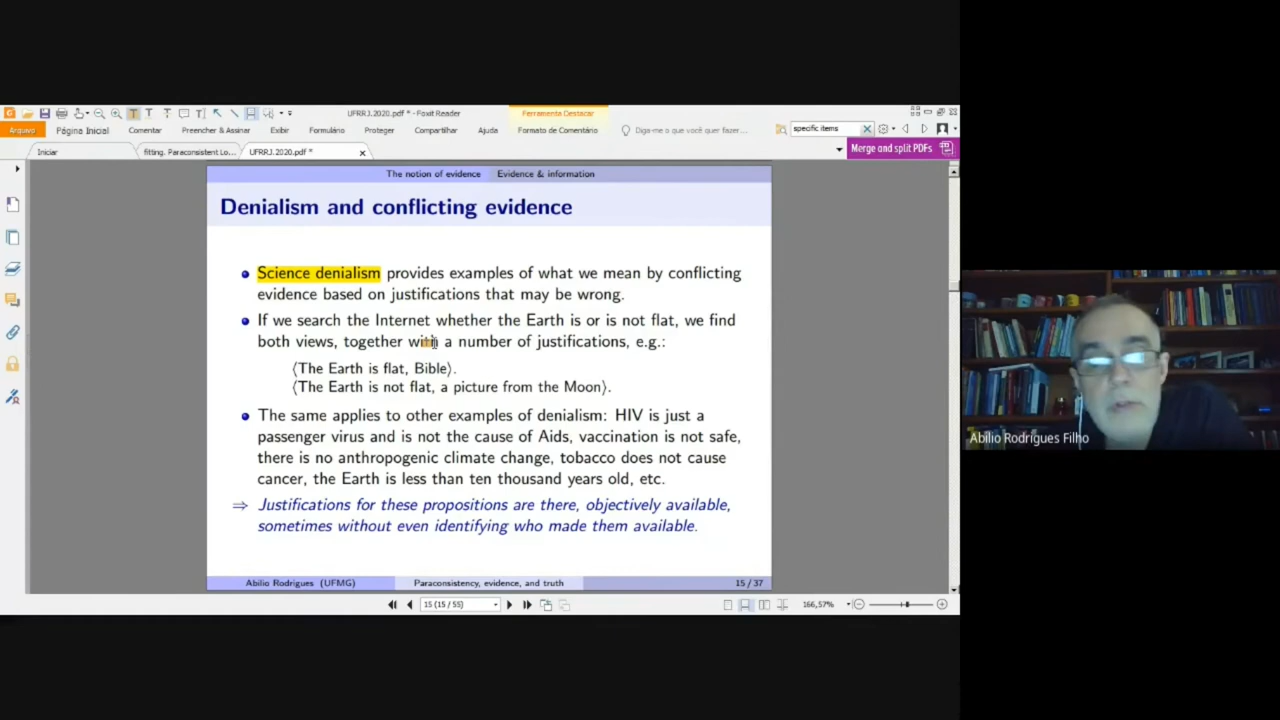 UFRRJ.2020.pdf * - Foxit Reader
Ferramenta Destacar
Arquivo Página Inicial Comentar Preencher & Assinar Exibir Formulário Proteger Compartilhar Ajuda Formato de Comentário Diga-me o que você quer fazer... specific items
Iniciar fitting. Paraconsistent Lo... UFRRJ.2020.pdf * Merge and split PDFs
The notion of evidence Evidence & information
Denialism and conflicting evidence
Science denialism provides examples of what we mean by conflicting
evidence based on justifications that may be wrong.
If we search the Internet whether the Earth is or is not flat, we find
both views, together with a number of justifications, e.g.:
⟨The Earth is flat, Bible⟩.
⟨The Earth is not flat, a picture from the Moon⟩.
The same applies to other examples of denialism: HIV is just a
passenger virus and is not the cause of Aids, vaccination is not safe,
there is no anthropogenic climate change, tobacco does not cause
cancer, the Earth is less than ten thousand years old, etc.
⇒ Justifications for these propositions are there, objectively available,
sometimes without even identifying who made them available.
Abilio Rodrigues (UFMG) Paraconsistency, evidence, and truth 15 / 37
15 (15 / 55) 166,57%
Abilio Rodrigues Filho